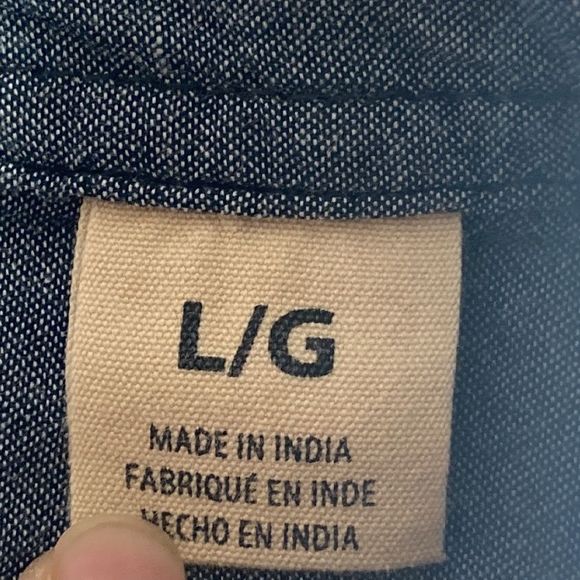 L/G
MADE IN INDIA
FABRIQUÉ EN INDE
HECHO EN INDIA